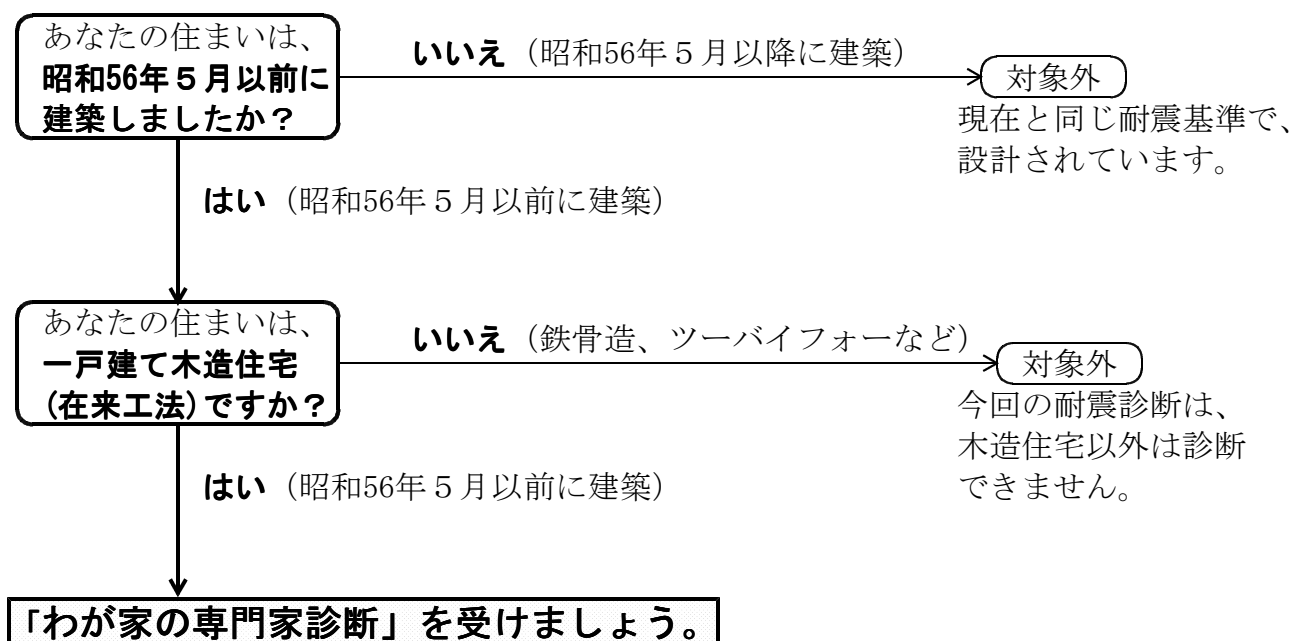 あなたの住まいは、
昭和56年５月以前に
建築しましたか？
いいえ（昭和56年５月以降に建築）
対象外
現在と同じ耐震基準で、
設計されています。
はい（昭和56年５月以前に建築）
あなたの住まいは、
一戸建て木造住宅
(在来工法)ですか？
いいえ（鉄骨造、ツーバイフォーなど）
対象外
今回の耐震診断は、
木造住宅以外は診断
できません。
はい（昭和56年５月以前に建築）
「わが家の専門家診断」を受けましょう。